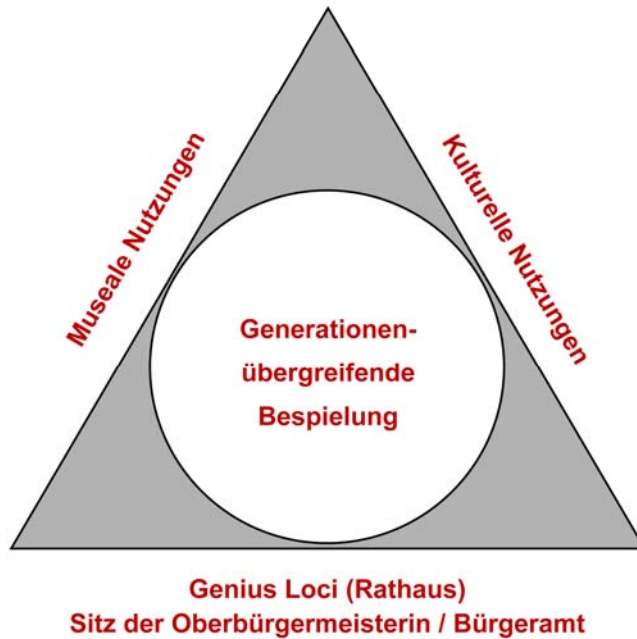 Museale Nutzungen
Kulturelle Nutzungen
Generationen-
übergreifende
Bespielung
Genius Loci (Rathaus)
Sitz der Oberbürgermeisterin / Bürgeramt